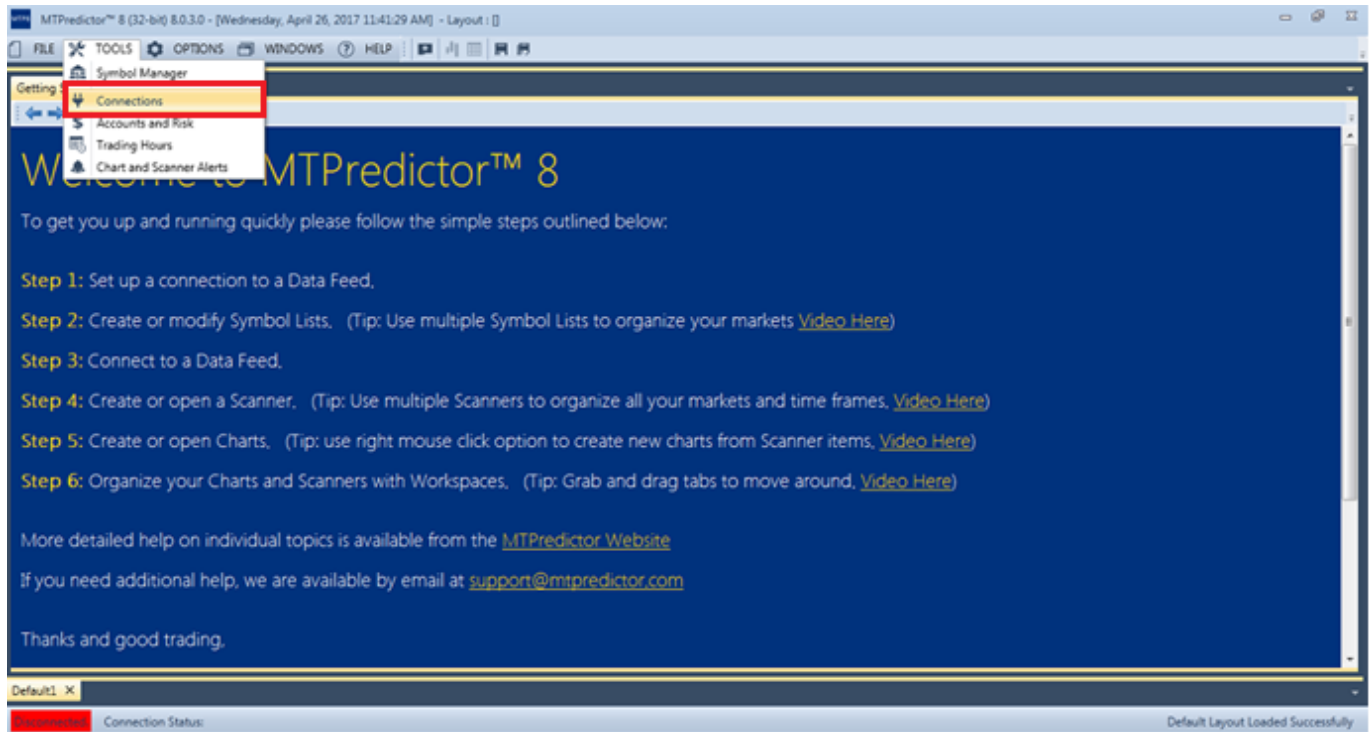 MTPS MTPredictor™ 8 (32-bit) 8.0.3.0 - [Wednesday, April 26, 2017 11:41:29 AM] - Layout : []
FILE TOOLS OPTIONS WINDOWS ? HELP
Symbol Manager
Getting S
Connections
$ Accounts and Risk
Trading Hours
Chart and Scanner Alerts
Welcome to MTPredictor™ 8
To get you up and running quickly please follow the simple steps outlined below:
Step 1: Set up a connection to a Data Feed.
Step 2: Create or modify Symbol Lists. (Tip: Use multiple Symbol Lists to organize your markets Video Here)
Step 3: Connect to a Data Feed.
Step 4: Create or open a Scanner. (Tip: Use multiple Scanners to organize all your markets and time frames. Video Here)
Step 5: Create or open Charts. (Tip: use right mouse click option to create new charts from Scanner items. Video Here)
Step 6: Organize your Charts and Scanners with Workspaces. (Tip: Grab and drag tabs to move around. Video Here)
More detailed help on individual topics is available from the MTPredictor Website
If you need additional help, we are available by email at support@mtpredictor.com
Thanks and good trading,
Default1 X
Disconnected Connection Status: Default Layout Loaded Successfully